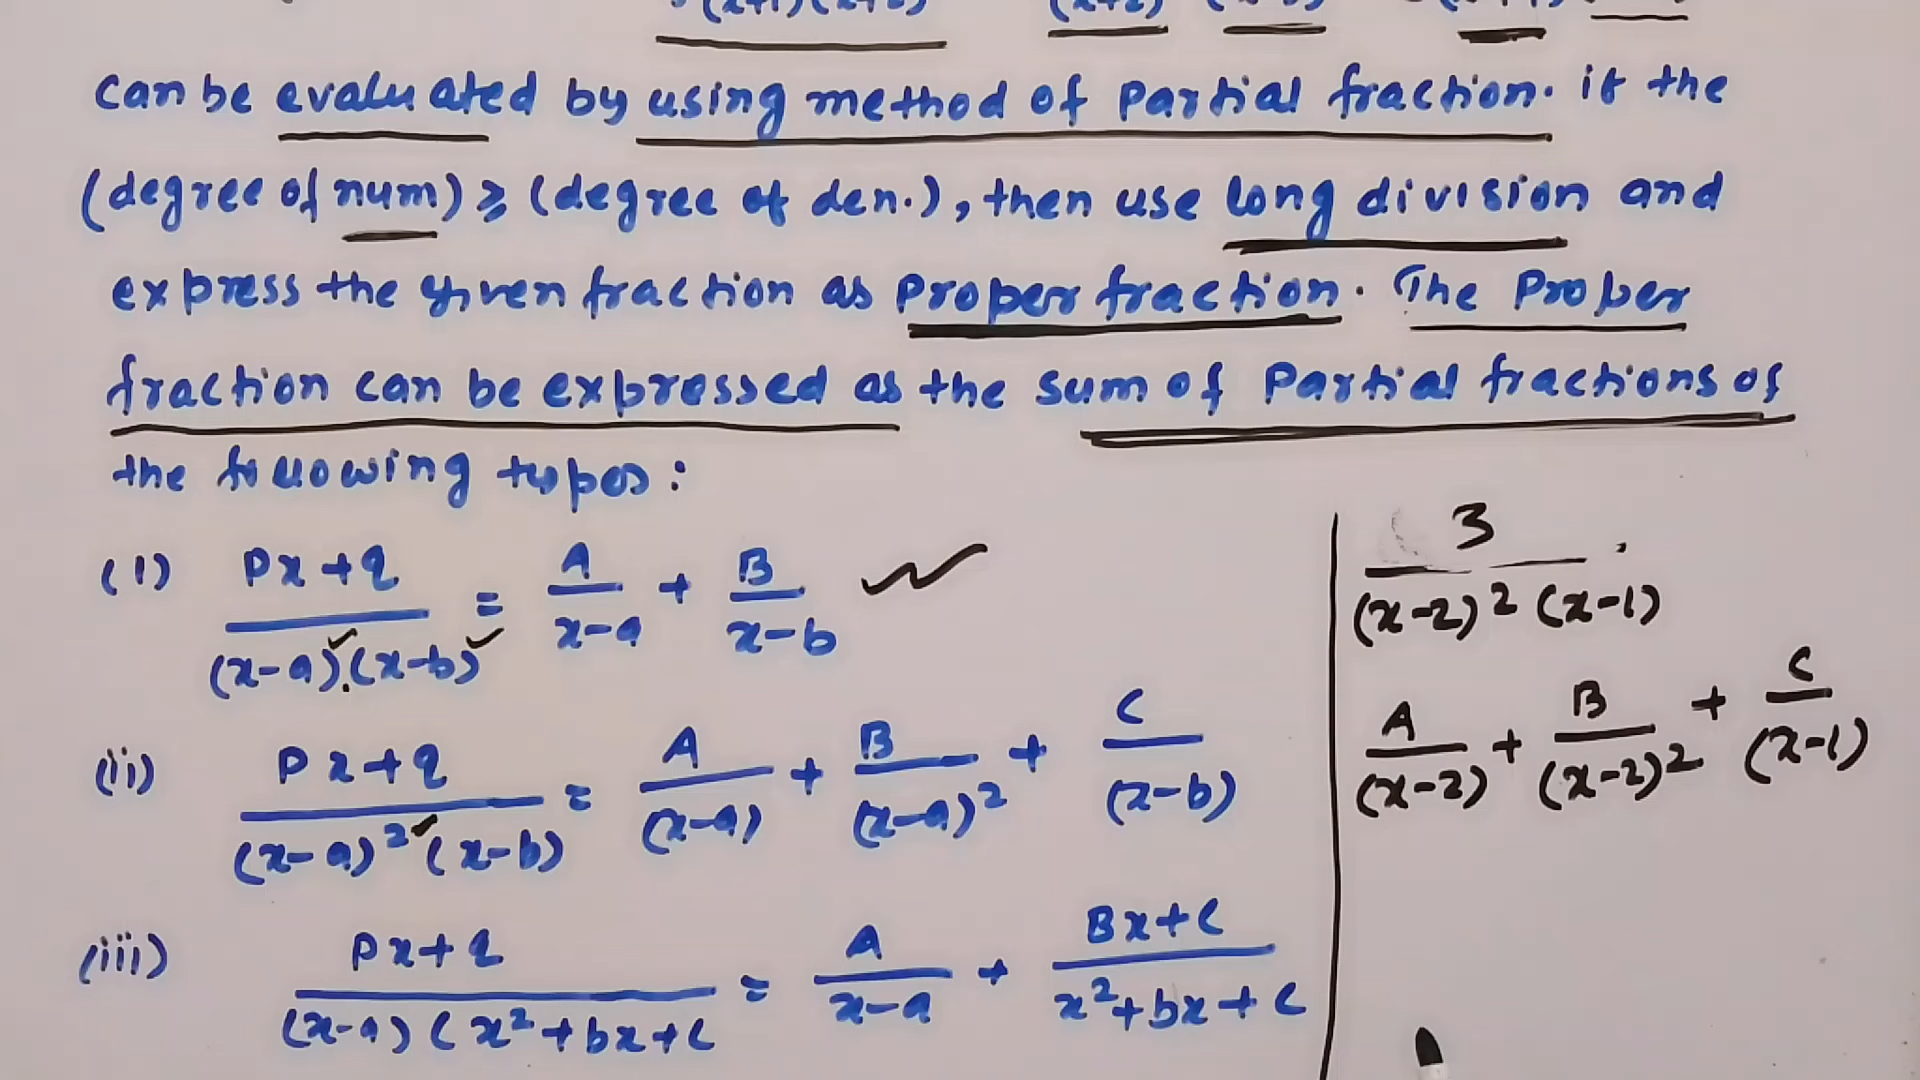 can be evaluated by using method of Partial fraction. if the
(degree of num) ⩾ (degree of den.), then use long division and
express the given fraction as Proper fraction. The Proper
fraction can be expressed as the sum of Partial fractions of
the following types:
(i) Px+q / (x-a).(x-b) = A / x-a + B / x-b
(ii) Px+q / (x-a)² (x-b) = A / (x-a) + B / (x-a)² + C / (x-b)
(iii) Px+q / (x-a) (x²+bx+c = A / x-a + Bx+C / x²+bx+c
3 / (x-2)² (x-1)
A / (x-2) + B / (x-2)² + C / (x-1)